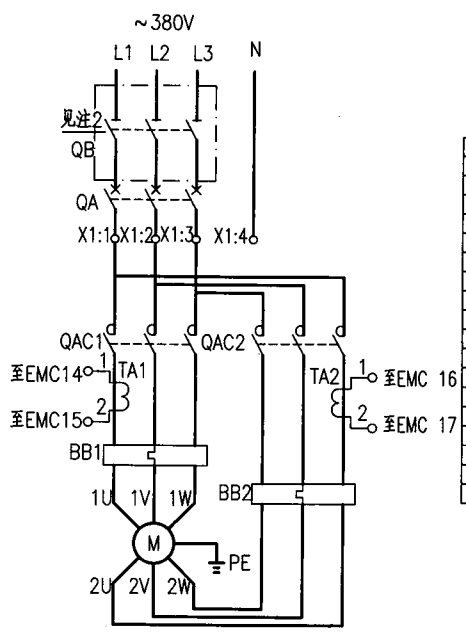 ~380V
L1 L2 L3 N
见注2
QB
QA
X1:1 X1:2 X1:3 X1:4
QAC1 QAC2
至EMC14 1 TA1 TA2 1 至EMC 16
至EMC15 2 2 至EMC 17
BB1
BB2
1U 1V 1W
M
PE
2U 2V 2W